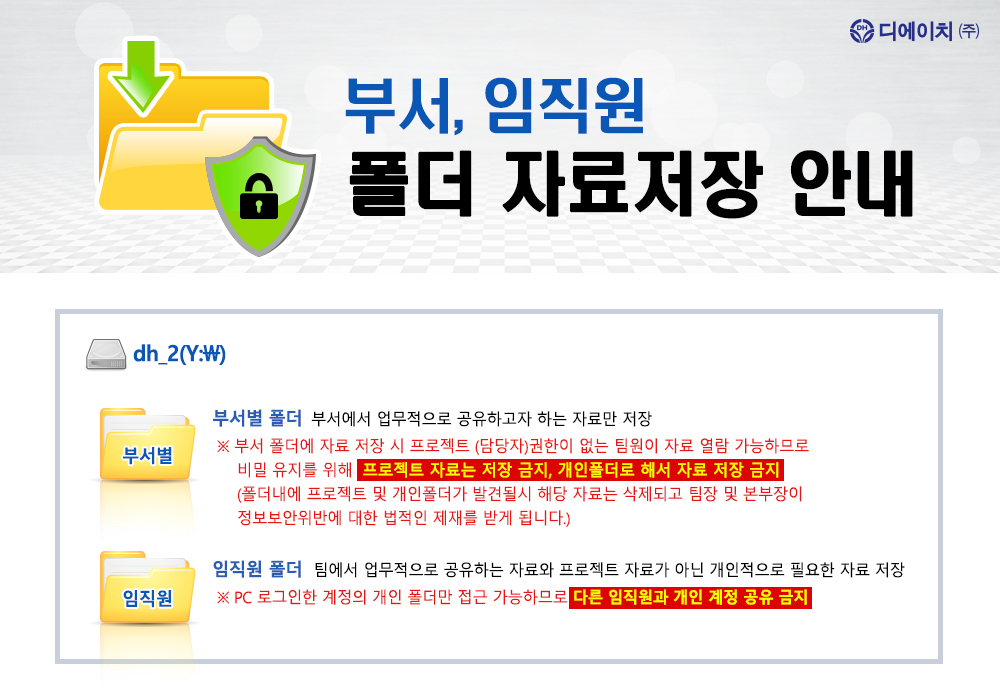 DH 디에이치 (주)
부서, 임직원
폴더 자료저장 안내
dh_2(Y:₩)
부서별
부서별 폴더 부서에서 업무적으로 공유하고자 하는 자료만 저장
※ 부서 폴더에 자료 저장 시 프로젝트 (담당자)권한이 없는 팀원이 자료 열람 가능하므로
비밀 유지를 위해 프로젝트 자료는 저장 금지, 개인폴더로 해서 자료 저장 금지
(폴더내에 프로젝트 및 개인폴더가 발견될시 해당 자료는 삭제되고 팀장 및 본부장이
정보보안위반에 대한 법적인 제재를 받게 됩니다.)
임직원
임직원 폴더 팀에서 업무적으로 공유하는 자료와 프로젝트 자료가 아닌 개인적으로 필요한 자료 저장
※ PC 로그인한 계정의 개인 폴더만 접근 가능하므로 다른 임직원과 개인 계정 공유 금지